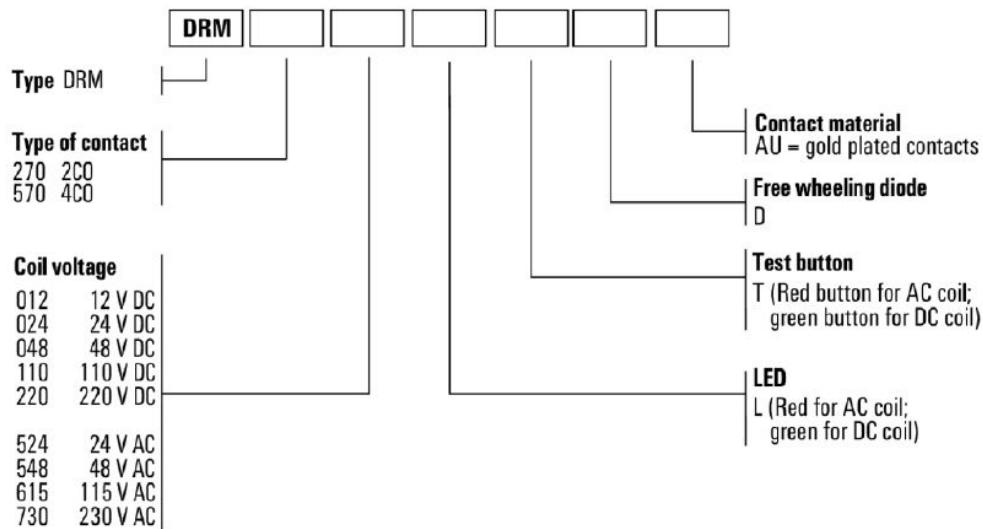 DRM
Type DRM
Type of contact
270 2CO
570 4CO
Coil voltage
012 12 V DC
024 24 V DC
048 48 V DC
110 110 V DC
220 220 V DC
524 24 V AC
548 48 V AC
615 115 V AC
730 230 V AC
Contact material
AU = gold plated contacts
Free wheeling diode
D
Test button
T (Red button for AC coil;
green button for DC coil)
LED
L (Red for AC coil;
green for DC coil)